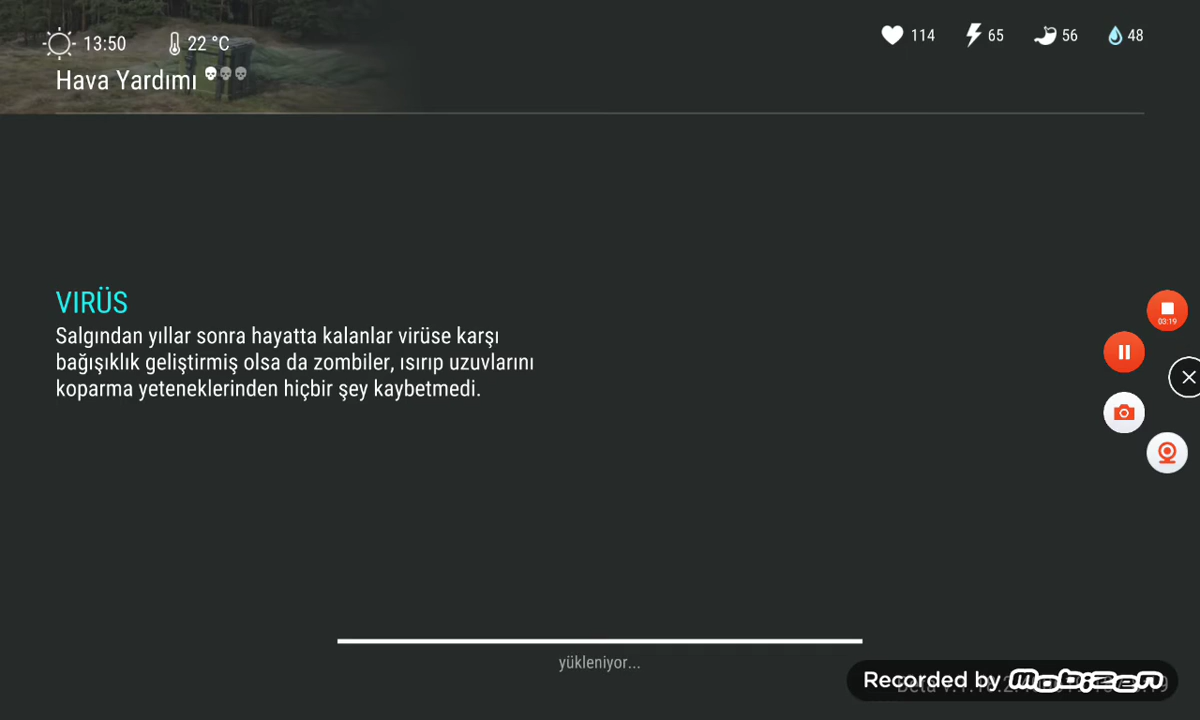 13:50 22 °C
114 65 56 48
Hava Yardımı
VIRÜS
Salgından yıllar sonra hayatta kalanlar virüse karşı
bağışıklık geliştirmiş olsa da zombiler, ısırıp uzuvlarını
koparma yeteneklerinden hiçbir şey kaybetmedi.
03:19
yükleniyor...
Recorded by Mobizen